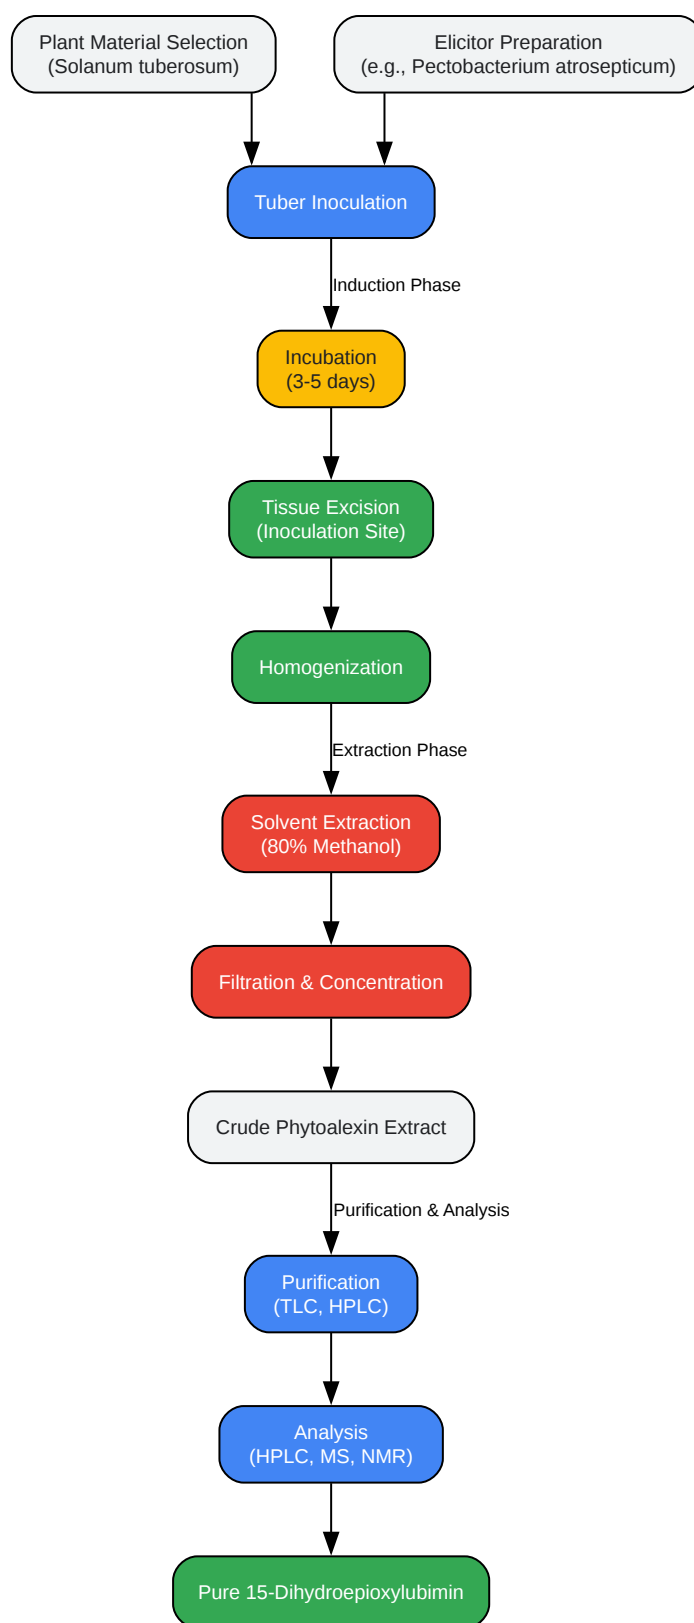 Plant Material Selection
(Solanum tuberosum)
Elicitor Preparation
(e.g., Pectobacterium atrosepticum)
Tuber Inoculation
Induction Phase
Incubation
(3-5 days)
Tissue Excision
(Inoculation Site)
Homogenization
Extraction Phase
Solvent Extraction
(80% Methanol)
Filtration & Concentration
Crude Phytoalexin Extract
Purification & Analysis
Purification
(TLC, HPLC)
Analysis
(HPLC, MS, NMR)
Pure 15-Dihydroepioxylubimin